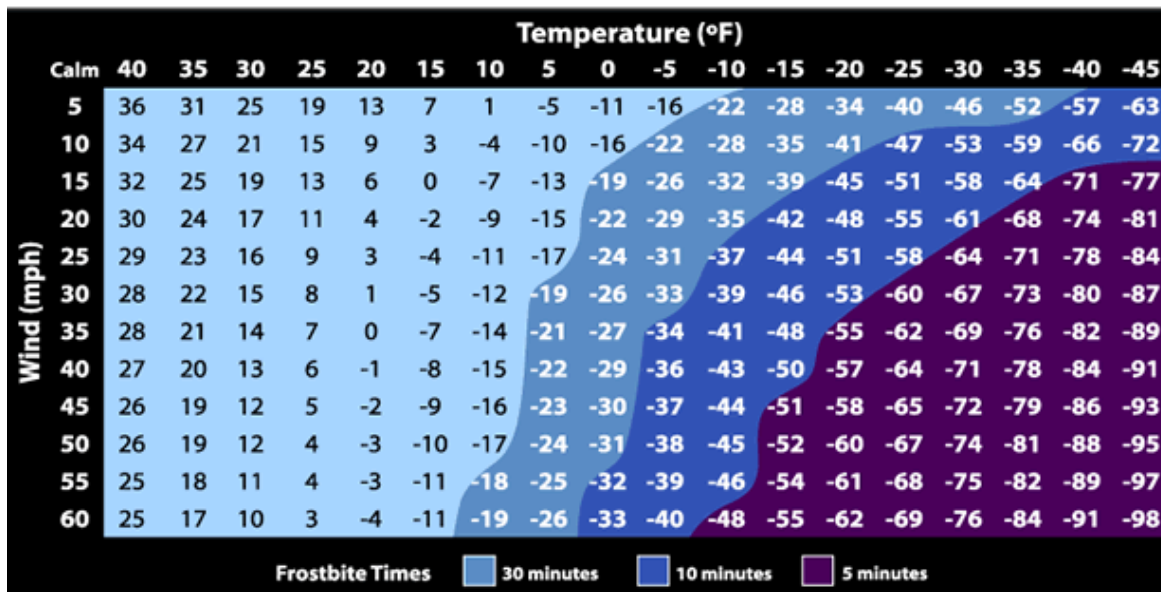 Temperature (ºF)
Calm 40 35 30 25 20 15 10 5 0 -5 -10 -15 -20 -25 -30 -35 -40 -45
5 36 31 25 19 13 7 1 -5 -11 -16 -22 -28 -34 -40 -46 -52 -57 -63
10 34 27 21 15 9 3 -4 -10 -16 -22 -28 -35 -41 -47 -53 -59 -66 -72
15 32 25 19 13 6 0 -7 -13 -19 -26 -32 -39 -45 -51 -58 -64 -71 -77
20 30 24 17 11 4 -2 -9 -15 -22 -29 -35 -42 -48 -55 -61 -68 -74 -81
25 29 23 16 9 3 -4 -11 -17 -24 -31 -37 -44 -51 -58 -64 -71 -78 -84
30 28 22 15 8 1 -5 -12 -19 -26 -33 -39 -46 -53 -60 -67 -73 -80 -87
35 28 21 14 7 0 -7 -14 -21 -27 -34 -41 -48 -55 -62 -69 -76 -82 -89
40 27 20 13 6 -1 -8 -15 -22 -29 -36 -43 -50 -57 -64 -71 -78 -84 -91
45 26 19 12 5 -2 -9 -16 -23 -30 -37 -44 -51 -58 -65 -72 -79 -86 -93
50 26 19 12 4 -3 -10 -17 -24 -31 -38 -45 -52 -60 -67 -74 -81 -88 -95
55 25 18 11 4 -3 -11 -18 -25 -32 -39 -46 -54 -61 -68 -75 -82 -89 -97
60 25 17 10 3 -4 -11 -19 -26 -33 -40 -48 -55 -62 -69 -76 -84 -91 -98
Wind (mph)
Frostbite Times 30 minutes 10 minutes 5 minutes